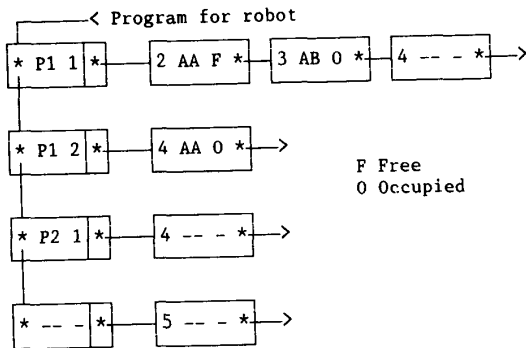 < Program for robot
* P1 1 * 2 AA F * 3 AB O * 4 -- - * >
* P1 2 * 4 AA O * >
F Free
O Occupied
* P2 1 * 4 -- - * >
* -- - * 5 -- - * >